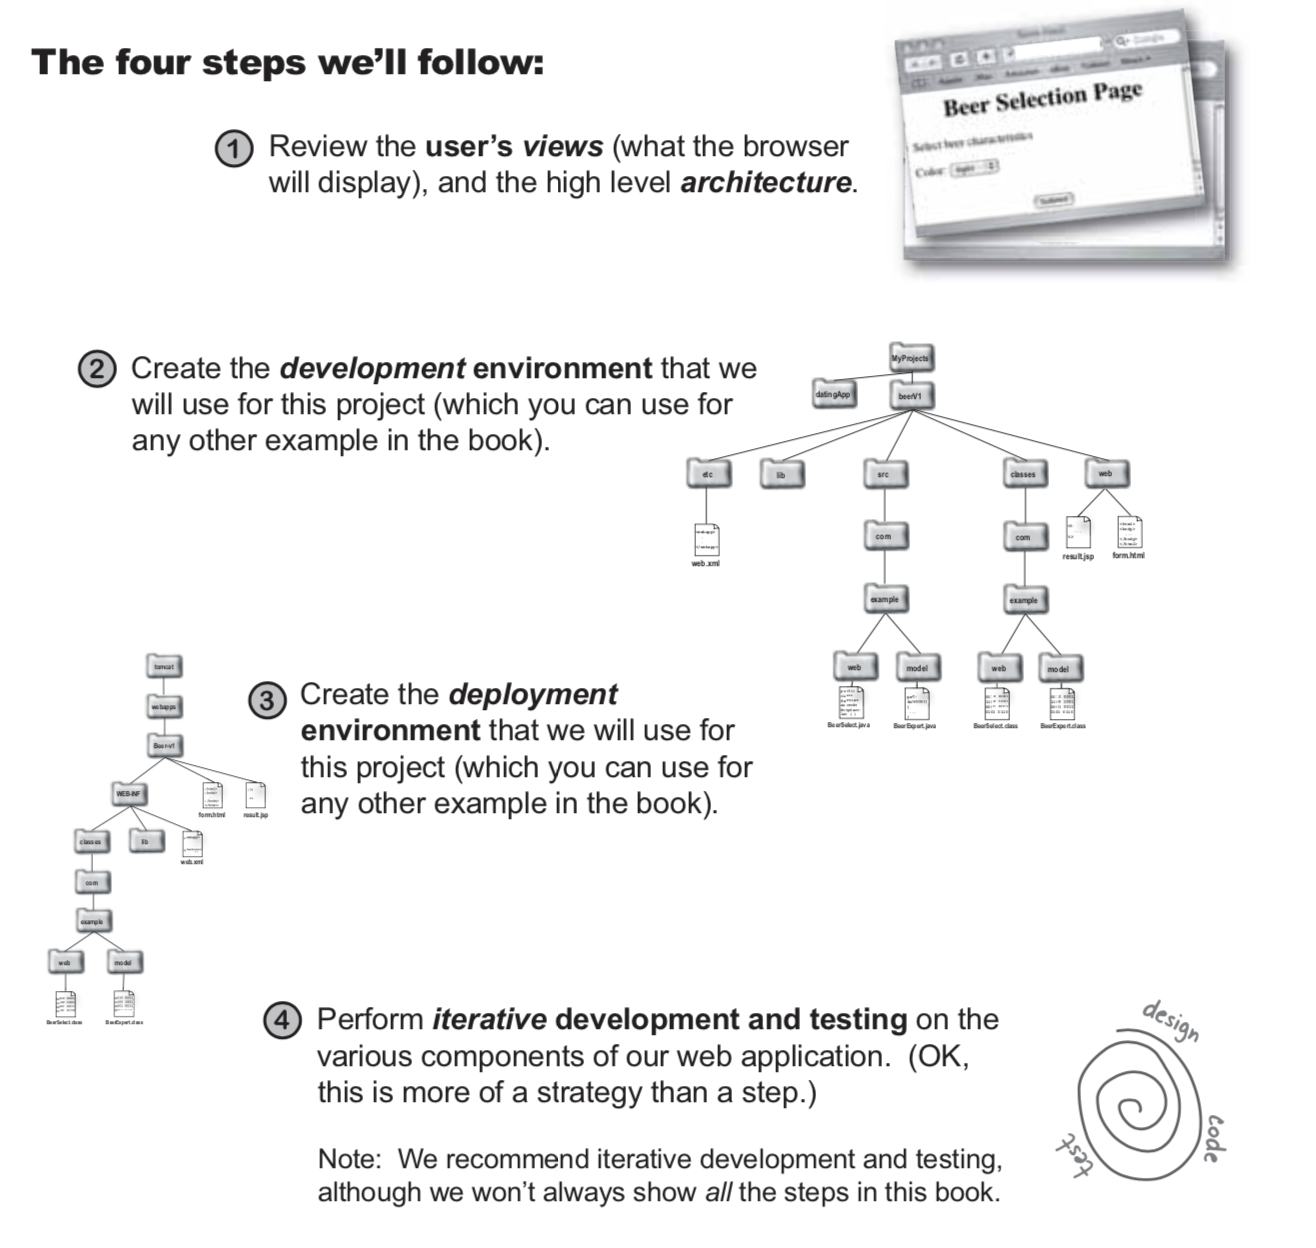 The four steps we'll follow:
Beer Selection Page
Select beer characteristics
Color:
1 Review the user's views (what the browser
will display), and the high level architecture.
2 Create the development environment that we
will use for this project (which you can use for
any other example in the book).
MyProjects
datingApp
beerV1
etc
lib
src
classes
web
web.xml
com
com
result.jsp
form.html
example
example
web
model
web
model
BeerSelect.java
BeerExpert.java
BeerSelect.class
BeerExpert.class
3 Create the deployment
environment that we will use for
this project (which you can use for
any other example in the book).
tomcat
webapps
Beer-v1
WEB-INF
form.html
result.jsp
classes
lib
web.xml
com
example
web
model
BeerSelect.class
BeerExpert.class
4 Perform iterative development and testing on the
various components of our web application. (OK,
this is more of a strategy than a step.)
Note: We recommend iterative development and testing,
although we won't always show all the steps in this book.
design
code
test